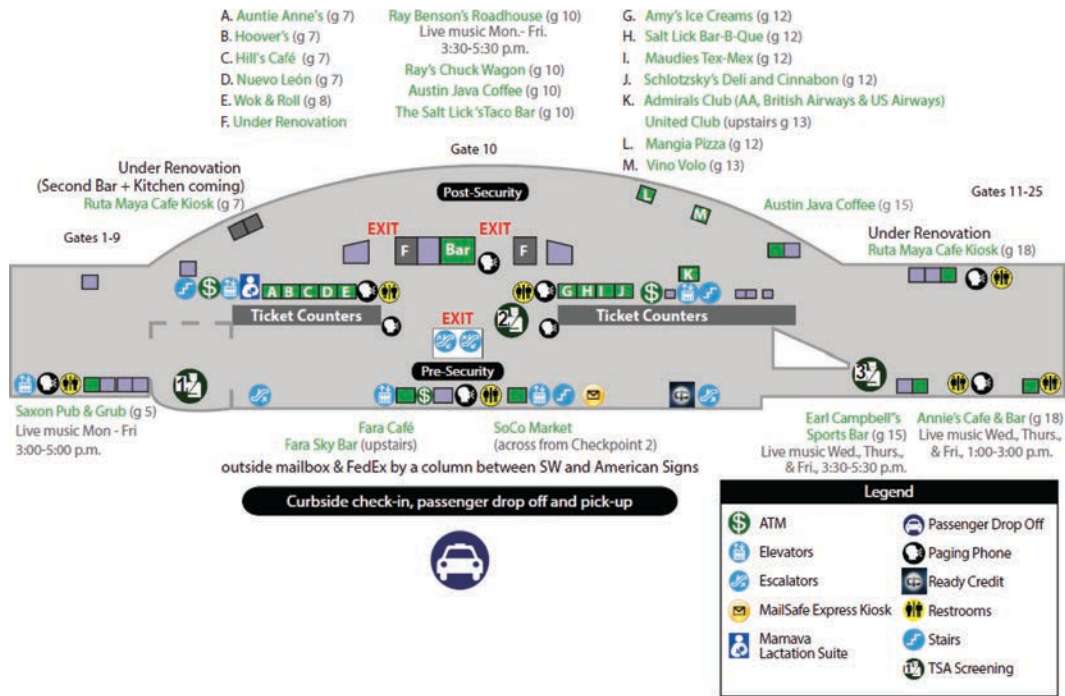 A. Auntie Anne's (g 7)
B. Hoover's (g 7)
C. Hill's Café (g 7)
D. Nuevo León (g 7)
E. Wok & Roll (g 8)
F. Under Renovation
Ray Benson's Roadhouse (g 10)
Live music Mon.- Fri.
3:30-5:30 p.m.
Ray's Chuck Wagon (g 10)
Austin Java Coffee (g 10)
The Salt Lick 'sTaco Bar (g 10)
G. Amy's Ice Creams (g 12)
H. Salt Lick Bar-B-Que (g 12)
I. Maudies Tex-Mex (g 12)
J. Schlotzsky's Deli and Cinnabon (g 12)
K. Admirals Club (AA, British Airways & US Airways)
United Club (upstairs g 13)
L. Mangia Pizza (g 12)
M. Vino Volo (g 13)
Under Renovation
(Second Bar + Kitchen coming)
Ruta Maya Cafe Kiosk (g 7)
Gates 1-9
Gate 10
Post-Security
L
M
Gates 11-25
Austin Java Coffee (g 15)
Under Renovation
Ruta Maya Cafe Kiosk (g 18)
EXIT
EXIT
F
Bar
F
K
$
A B C D E
G H I J
$
Ticket Counters
EXIT
2
Ticket Counters
Pre-Security
1
$
3
Saxon Pub & Grub (g 5)
Live music Mon - Fri
3:00-5:00 p.m.
Fara Café
Fara Sky Bar (upstairs)
SoCo Market
(across from Checkpoint 2)
Earl Campbell"s
Sports Bar (g 15)
Live music Wed., Thurs.,
& Fri., 3:30-5:30 p.m.
Annie's Cafe & Bar (g 18)
Live music Wed., Thurs.,
& Fri., 1:00-3:00 p.m.
outside mailbox & FedEx by a column between SW and American Signs
Curbside check-in, passenger drop off and pick-up
Legend
$ ATM
Elevators
Escalators
MailSafe Express Kiosk
Mamava
Lactation Suite
Passenger Drop Off
Paging Phone
Ready Credit
Restrooms
Stairs
1 TSA Screening